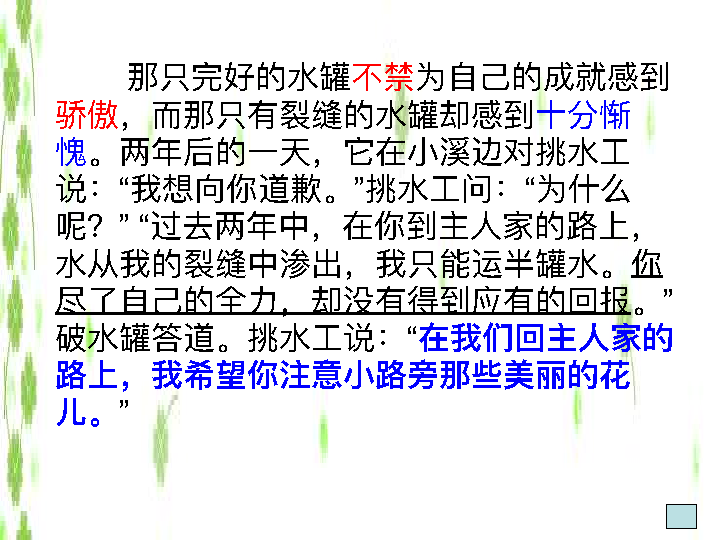 那只完好的水罐不禁为自己的成就感到
骄傲，而那只有裂缝的水罐却感到十分惭
愧。两年后的一天，它在小溪边对挑水工
说：“我想向你道歉。”挑水工问：“为什么
呢？” “过去两年中，在你到主人家的路上，
水从我的裂缝中渗出，我只能运半罐水。你
尽了自己的全力，却没有得到应有的回报。”
破水罐答道。挑水工说：“在我们回主人家的
路上，我希望你注意小路旁那些美丽的花
儿。”